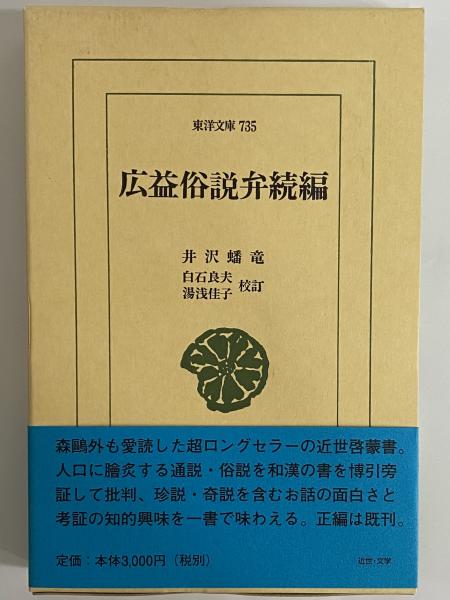 東洋文庫 735
広益俗説弁続編
井沢蟠竜
白石良夫
湯浅佳子 校訂
森鷗外も愛読した超ロングセラーの近世啓蒙書。
人口に膾炙する通説・俗説を和漢の書を博引旁
証して批判、珍説・奇説を含むお話の面白さと
考証の知的興味を一書で味わえる。正編は既刊。
定価：本体3,000円（税別）
近世・文学